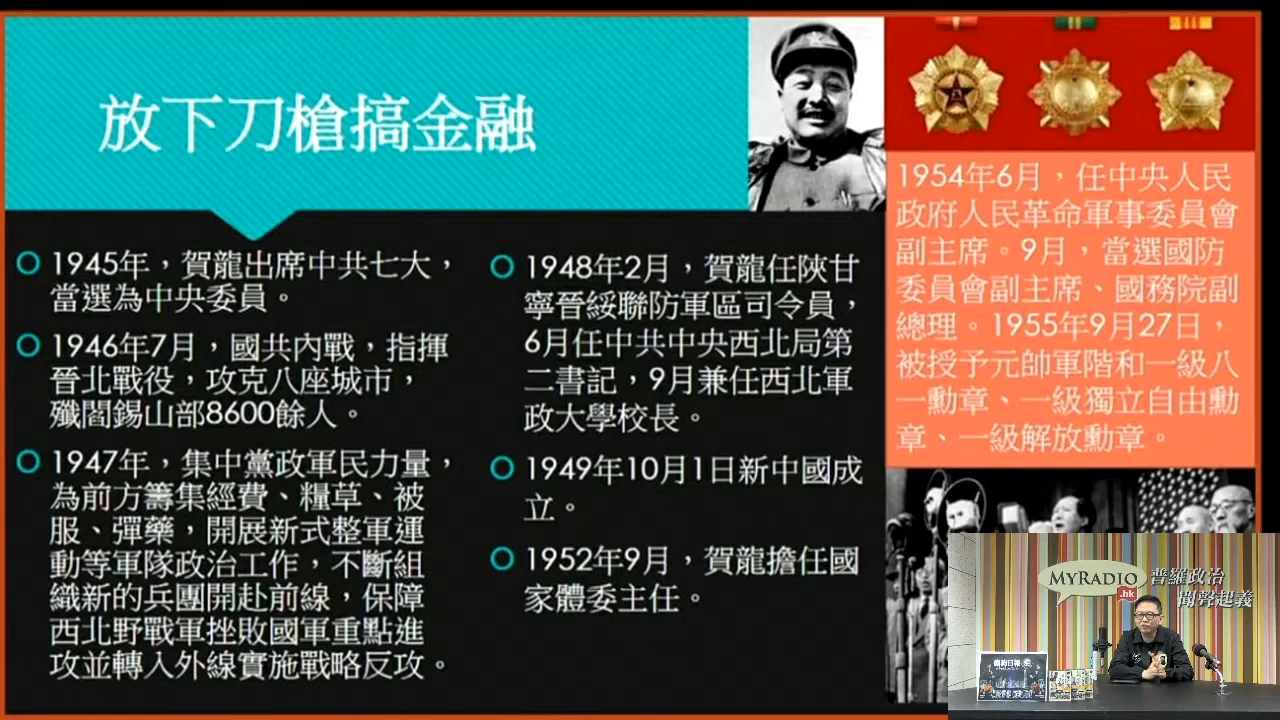 放下刀槍搞金融
1945年，賀龍出席中共七大，
當選為中央委員。
1946年7月，國共內戰，指揮
晉北戰役，攻克八座城市，
殲閻錫山部8600餘人。
1947年，集中黨政軍民力量，
為前方籌集經費、糧草、被
服、彈藥，開展新式整軍運
動等軍隊政治工作，不斷組
織新的兵團開赴前線，保障
西北野戰軍挫敗國軍重點進
攻並轉入外線實施戰略反攻。
1948年2月，賀龍任陝甘
寧晉綏聯防軍區司令員，
6月任中共中央西北局第
二書記，9月兼任西北軍
政大學校長。
1949年10月1日新中國成
立。
1952年9月，賀龍擔任國
家體委主任。
1954年6月，任中央人民
政府人民革命軍事委員會
副主席。9月，當選國防
委員會副主席、國務院副
總理。1955年9月27日，
被授予元帥軍階和一級八
一勳章、一級獨立自由勳
章、一級解放勳章。
MYRADIO
.hk
普羅政治
聞聲起義